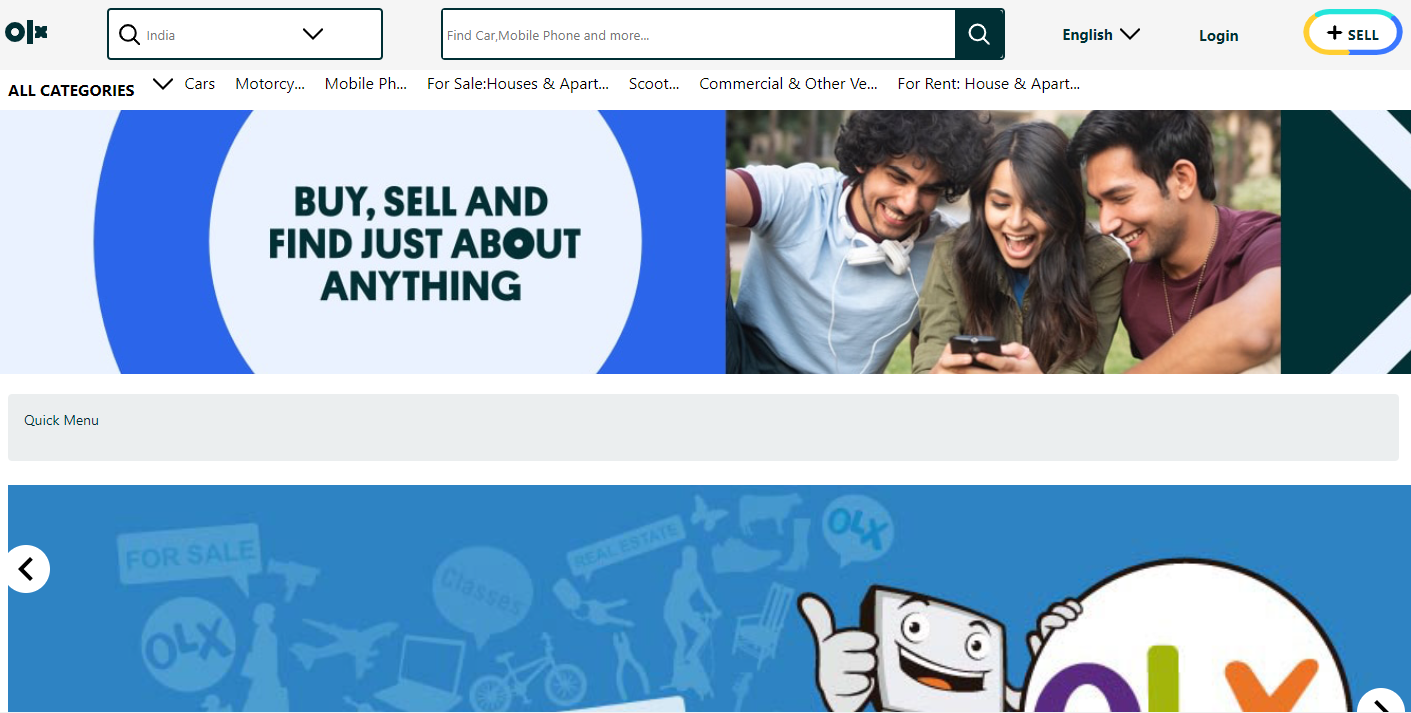 olx
India
Find Car,Mobile Phone and more...
English
Login
+ SELL
ALL CATEGORIES
Cars
Motorcy...
Mobile Ph...
For Sale:Houses & Apart...
Scoot...
Commercial & Other Ve...
For Rent: House & Apart...
BUY, SELL AND
FIND JUST ABOUT
ANYTHING
Quick Menu
FOR SALE
REAL ESTATE
OLX
Classes
OLX
olx